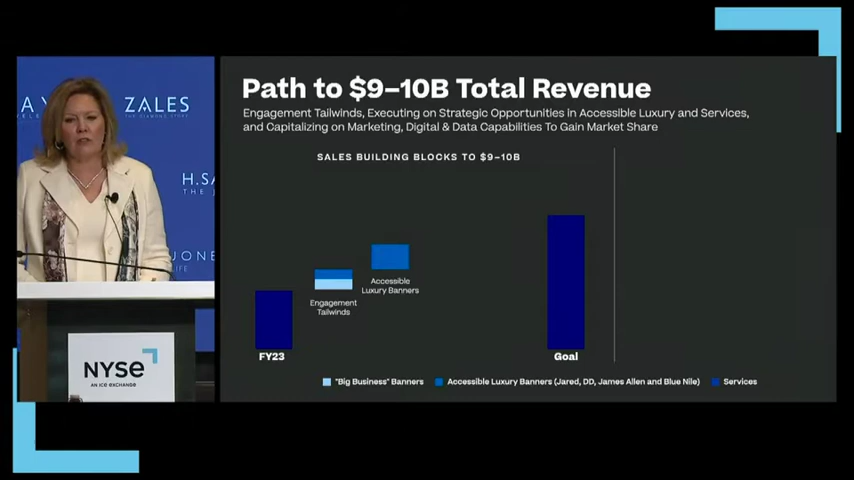 ZALES
THE DIAMOND STORE
NYSE
AN ICE EXCHANGE
Path to $9–10B Total Revenue
Engagement Tailwinds, Executing on Strategic Opportunities in Accessible Luxury and Services,
and Capitalizing on Marketing, Digital & Data Capabilities To Gain Market Share
SALES BUILDING BLOCKS TO $9–10B
Engagement
Tailwinds
Accessible
Luxury Banners
FY23
Goal
"Big Business" Banners
Accessible Luxury Banners (Jared, DD, James Allen and Blue Nile)
Services